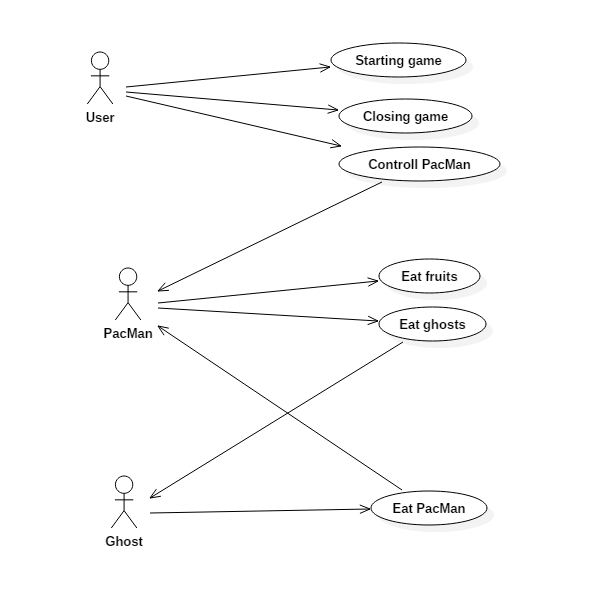 Starting game
User
Closing game
Controll PacMan
Eat fruits
PacMan
Eat ghosts
Eat PacMan
Ghost